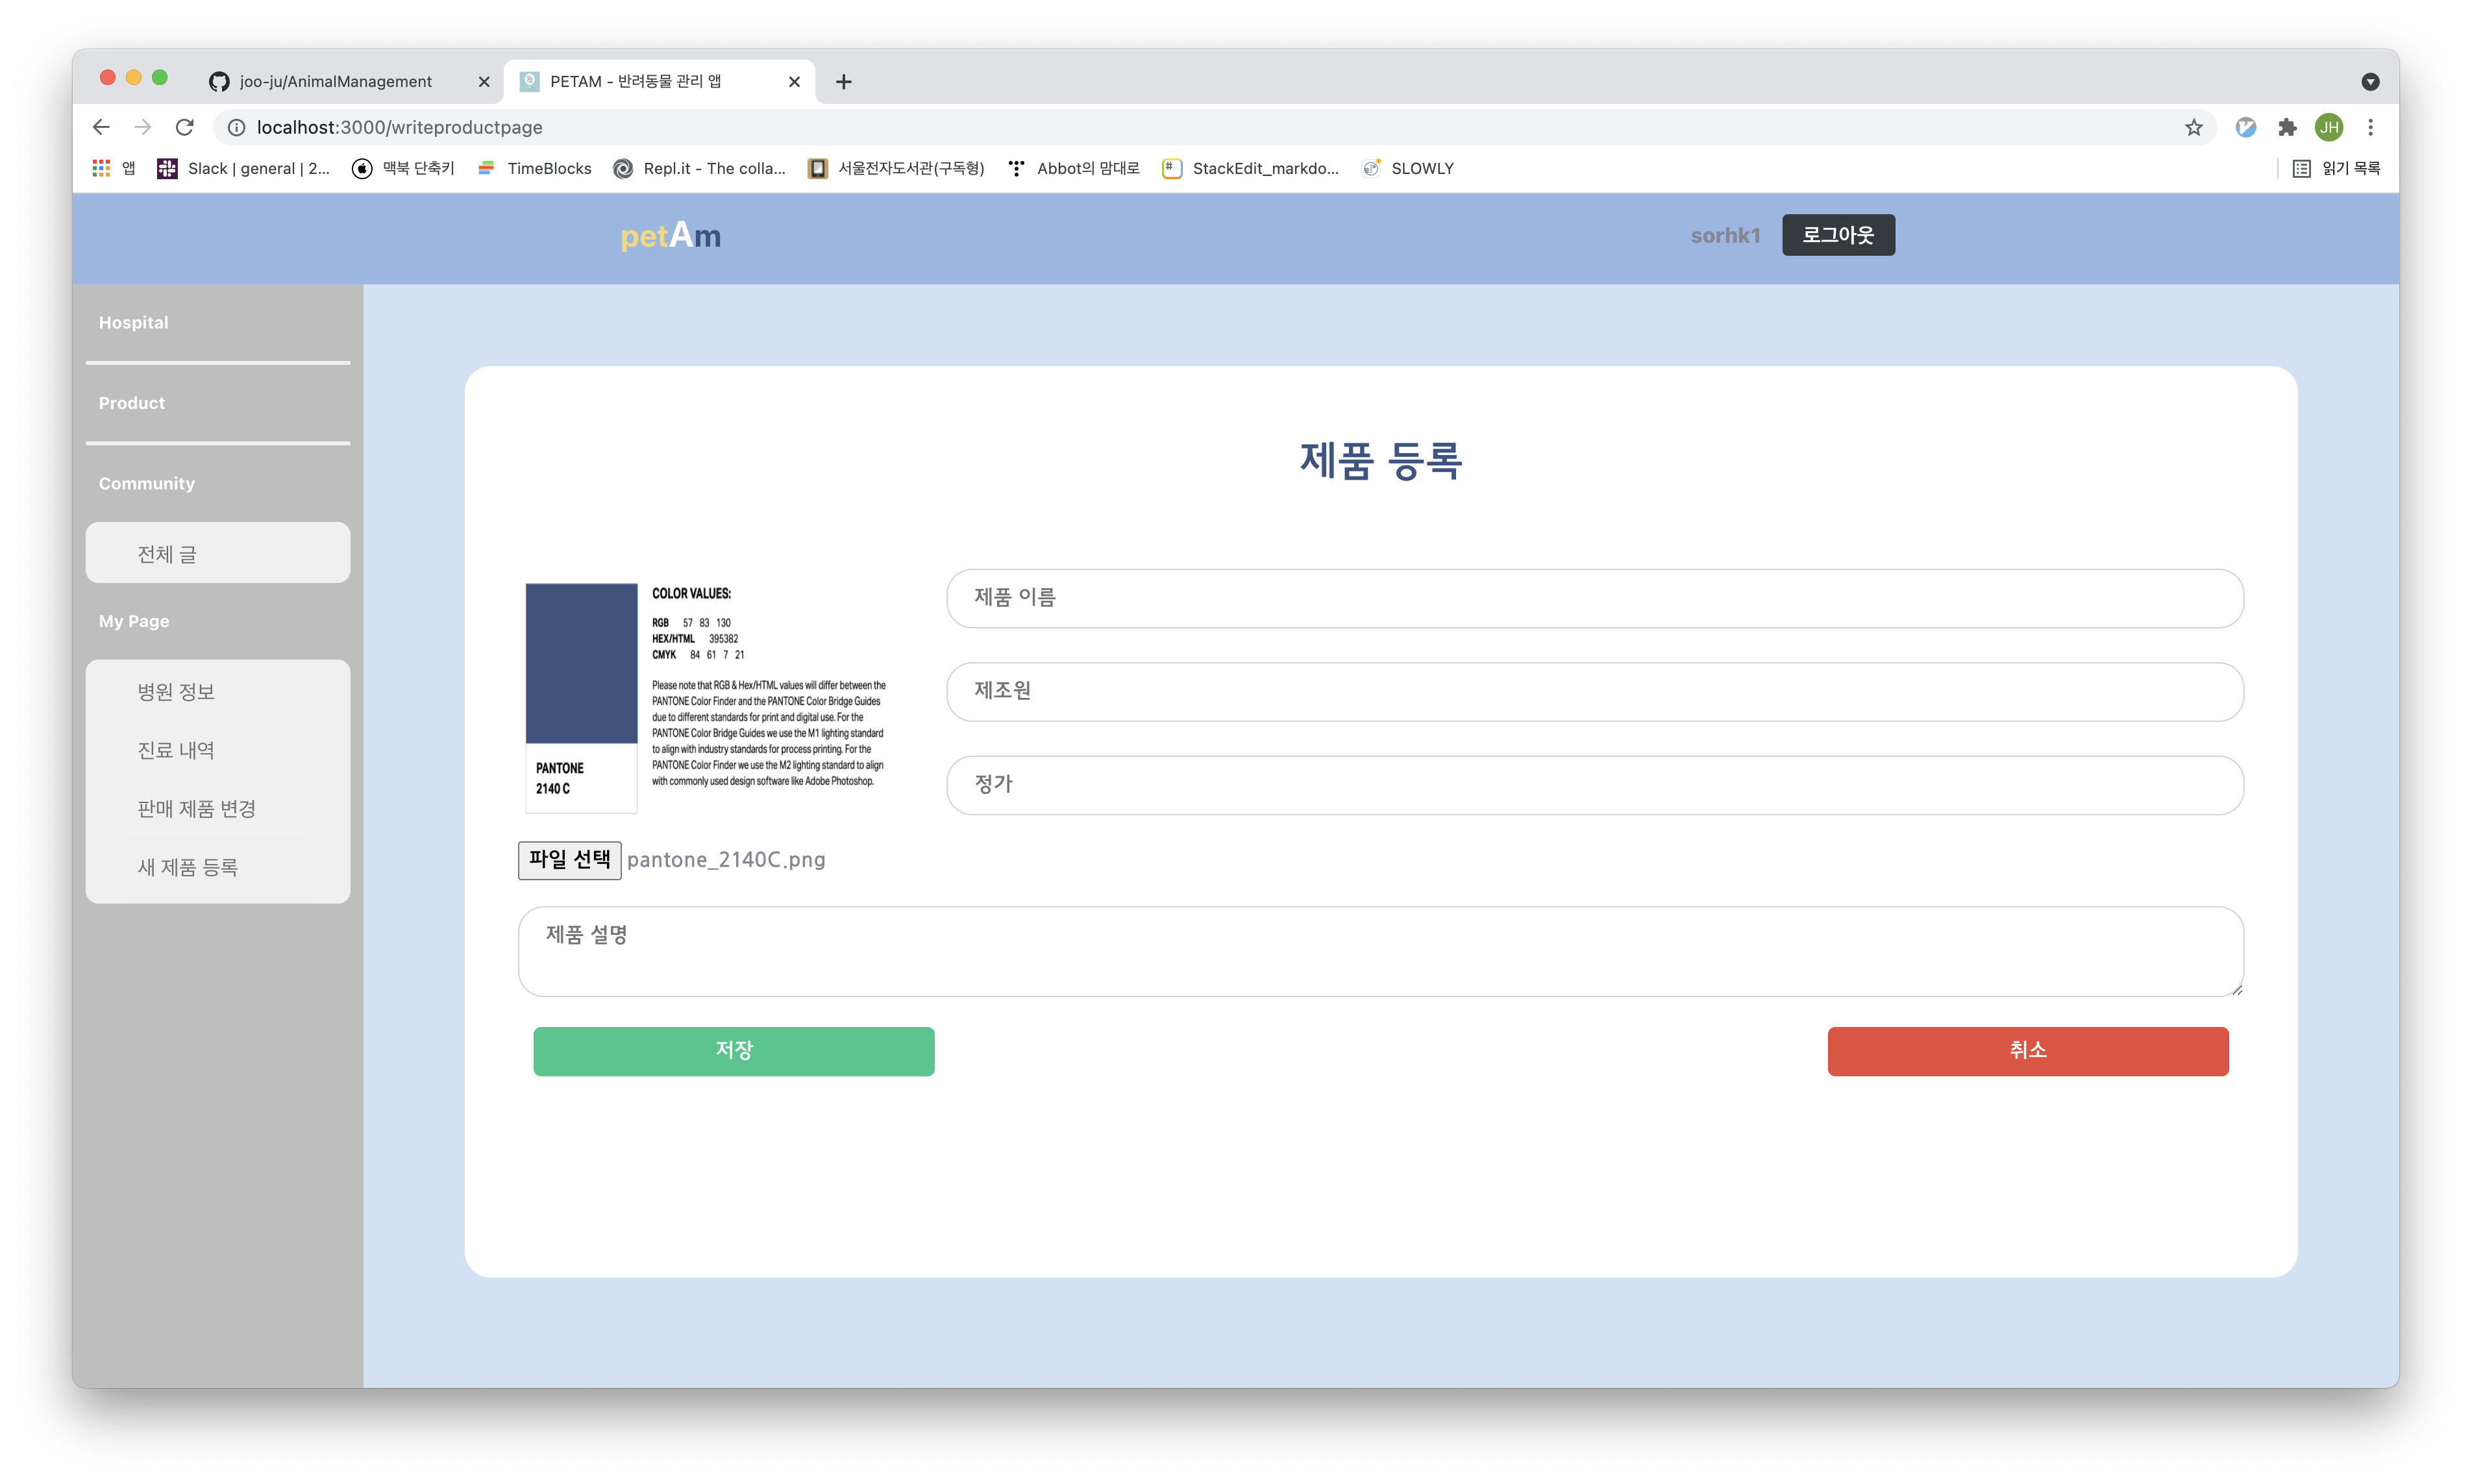 joo-ju/AnimalManagement
PETAM - 반려동물 관리 앱
localhost:3000/writeproductpage
JH
앱
Slack | general | 2...
맥북 단축키
TimeBlocks
Repl.it - The colla...
서울전자도서관(구독형)
Abbot의 맘대로
StackEdit_markdo...
SLOWLY
읽기 목록
petAm
sorhk1
로그아웃
Hospital
Product
Community
전체 글
My Page
병원 정보
진료 내역
판매 제품 변경
새 제품 등록
제품 등록
PANTONE
2140 C
COLOR VALUES:
RGB 57 83 130
HEX/HTML 395382
CMYK 84 61 7 21
Please note that RGB & Hex/HTML values will differ between the
PANTONE Color Finder and the PANTONE Color Bridge Guides
due to different standards for print and digital use. For the
PANTONE Color Bridge Guides we use the M1 lighting standard
to align with industry standards for process printing. For the
PANTONE Color Finder we use the M2 lighting standard to align
with commonly used design software like Adobe Photoshop.
제품 이름
제조원
정가
파일 선택 pantone_2140C.png
제품 설명
저장
취소